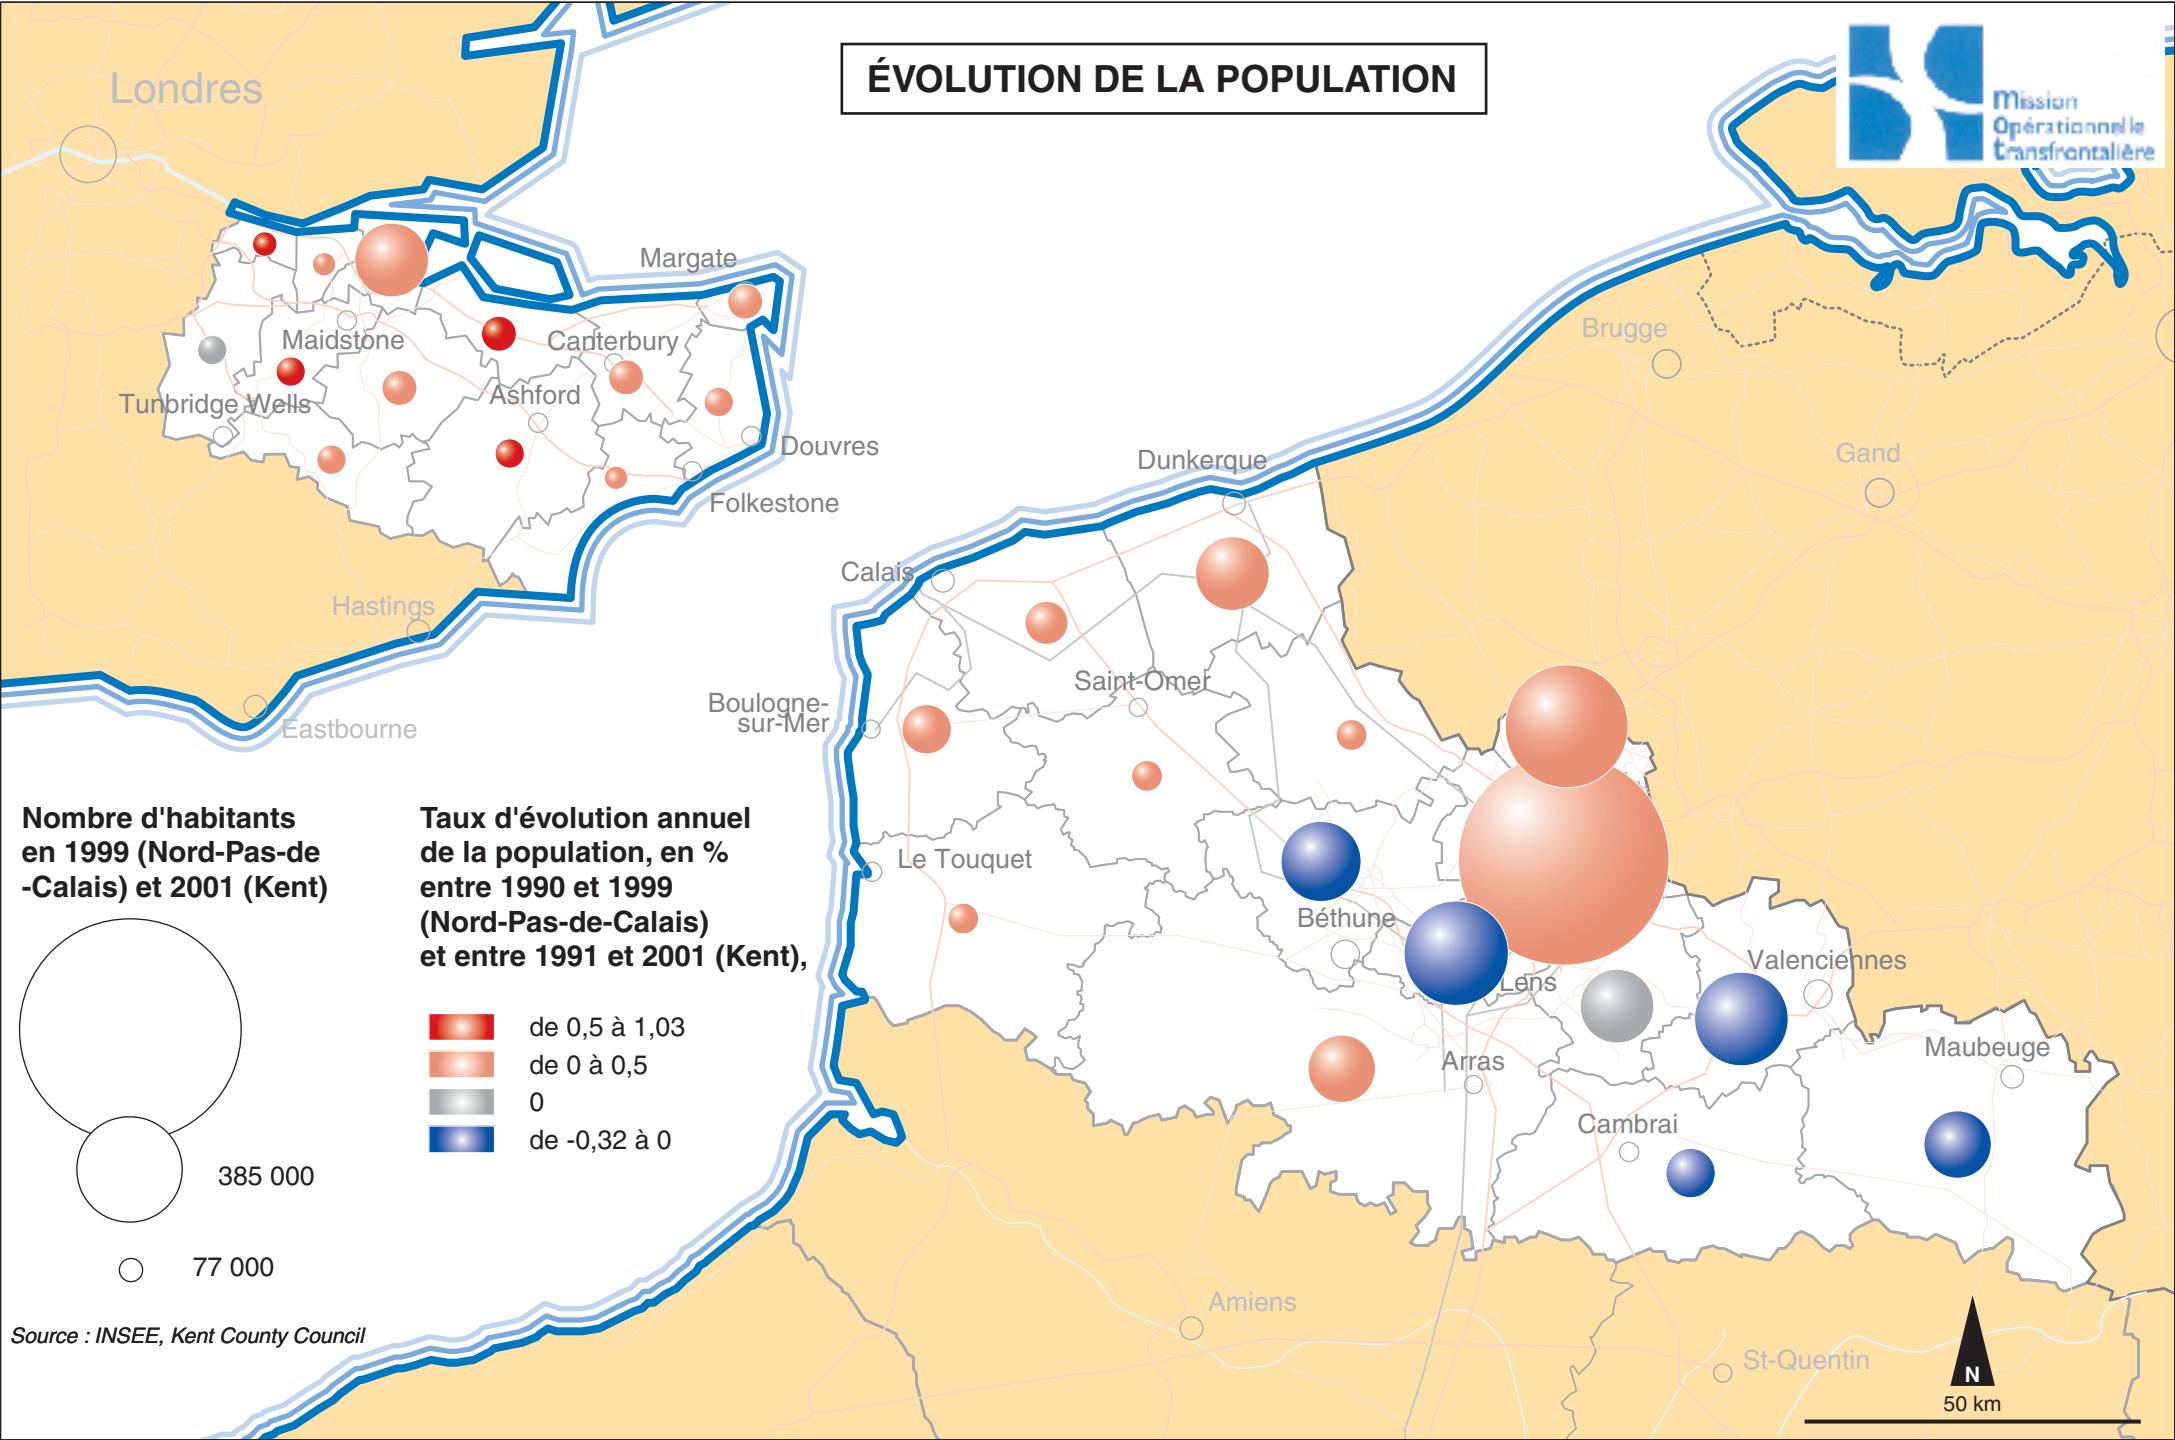 ÉVOLUTION DE LA POPULATION
mission
opérationnelle
transfrontalière
Londres
Margate
Maidstone
Canterbury
Ashford
Tunbridge Wells
Douvres
Folkestone
Hastings
Eastbourne
Brugge
Gand
Dunkerque
Calais
Saint-Omer
Boulogne-
sur-Mer
Le Touquet
Béthune
Lens
Valenciennes
Arras
Maubeuge
Cambrai
Amiens
St-Quentin
Nombre d'habitants
en 1999 (Nord-Pas-de
-Calais) et 2001 (Kent)
385 000
77 000
Taux d'évolution annuel
de la population, en %
entre 1990 et 1999
(Nord-Pas-de-Calais)
et entre 1991 et 2001 (Kent),
de 0,5 à 1,03
de 0 à 0,5
0
de -0,32 à 0
Source : INSEE, Kent County Council
N
50 km